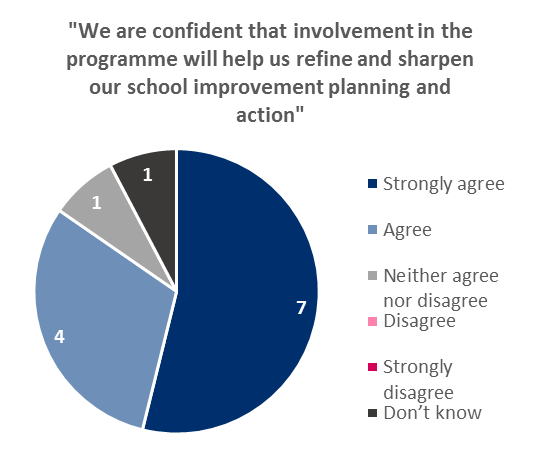 "We are confident that involvement in the
programme will help us refine and sharpen
our school improvement planning and
action"
1
1
7
4
Strongly agree
Agree
Neither agree
nor disagree
Disagree
Strongly
disagree
Don’t know